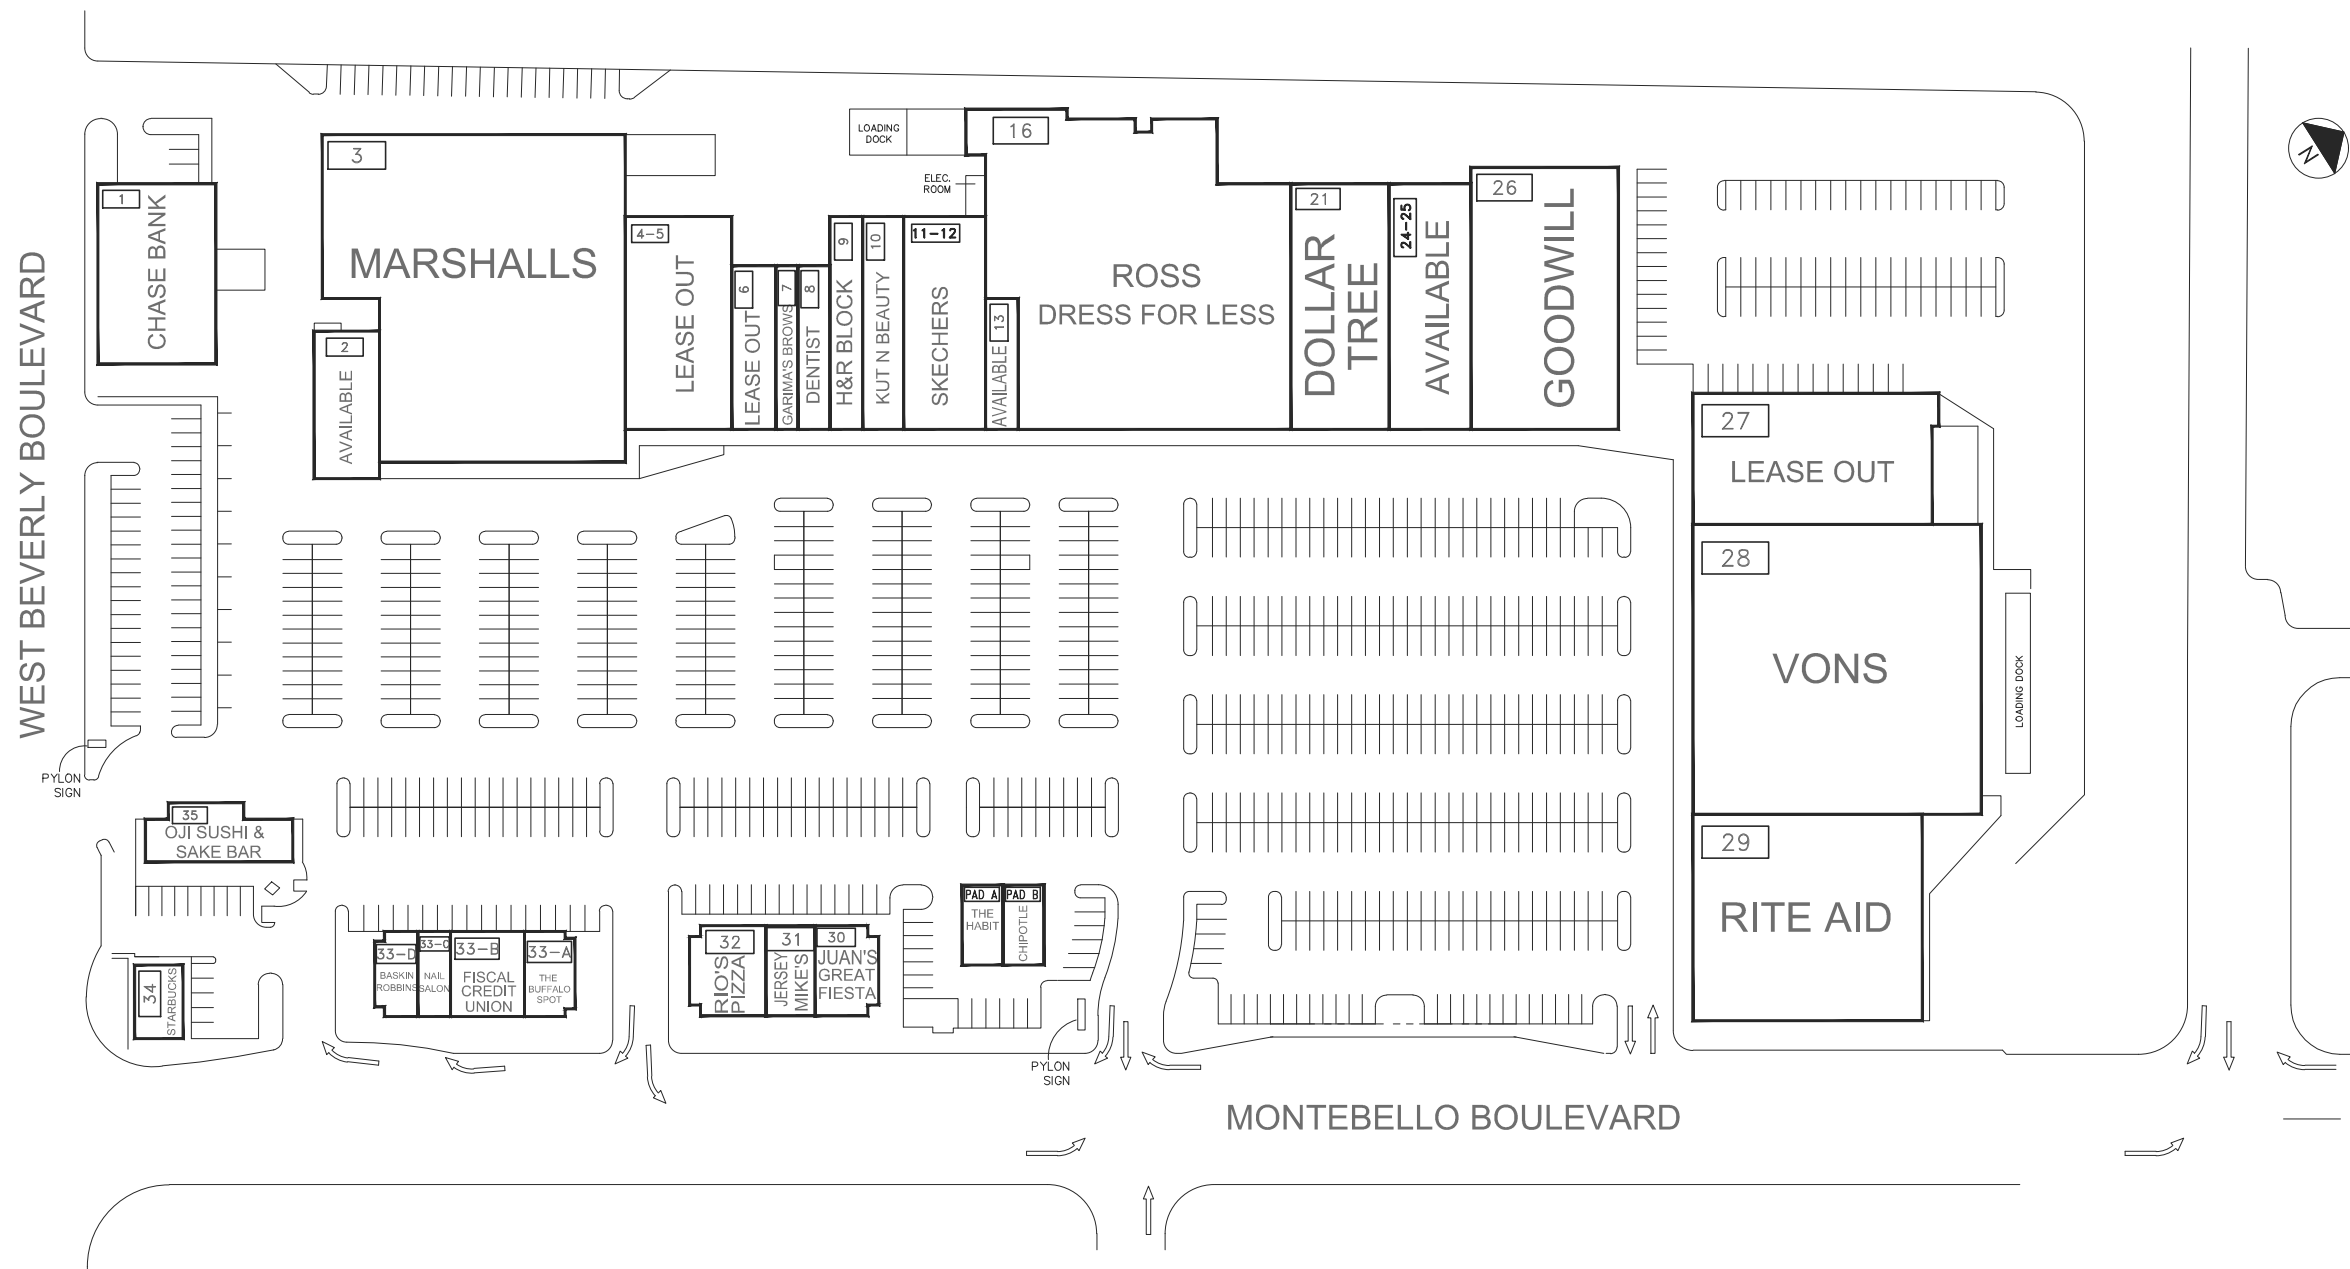 WEST BEVERLY BOULEVARD
1
CHASE BANK
3
MARSHALLS
2
AVAILABLE
4-5
LEASE OUT
6
LEASE OUT
7
GARIMA'S BROWS
8
DENTIST
9
H&R BLOCK
10
KUT N BEAUTY
11-12
SKECHERS
LOADING
DOCK
ELEC.
ROOM
13
AVAILABLE
16
ROSS
DRESS FOR LESS
21
DOLLAR
TREE
24-25
AVAILABLE
26
GOODWILL
N
27
LEASE OUT
28
VONS
LOADING DOCK
29
RITE AID
PYLON
SIGN
35
OJI SUSHI &
SAKE BAR
34
STARBUCKS
33-D
BASKIN
ROBBINS
33-C
NAIL
SALON
33-B
FISCAL
CREDIT
UNION
33-A
THE
BUFFALO
SPOT
32
RIO'S
PIZZA
31
JERSEY
MIKE'S
30
JUAN'S
GREAT
FIESTA
PAD A
THE
HABIT
PAD B
CHIPOTLE
PYLON
SIGN
MONTEBELLO BOULEVARD